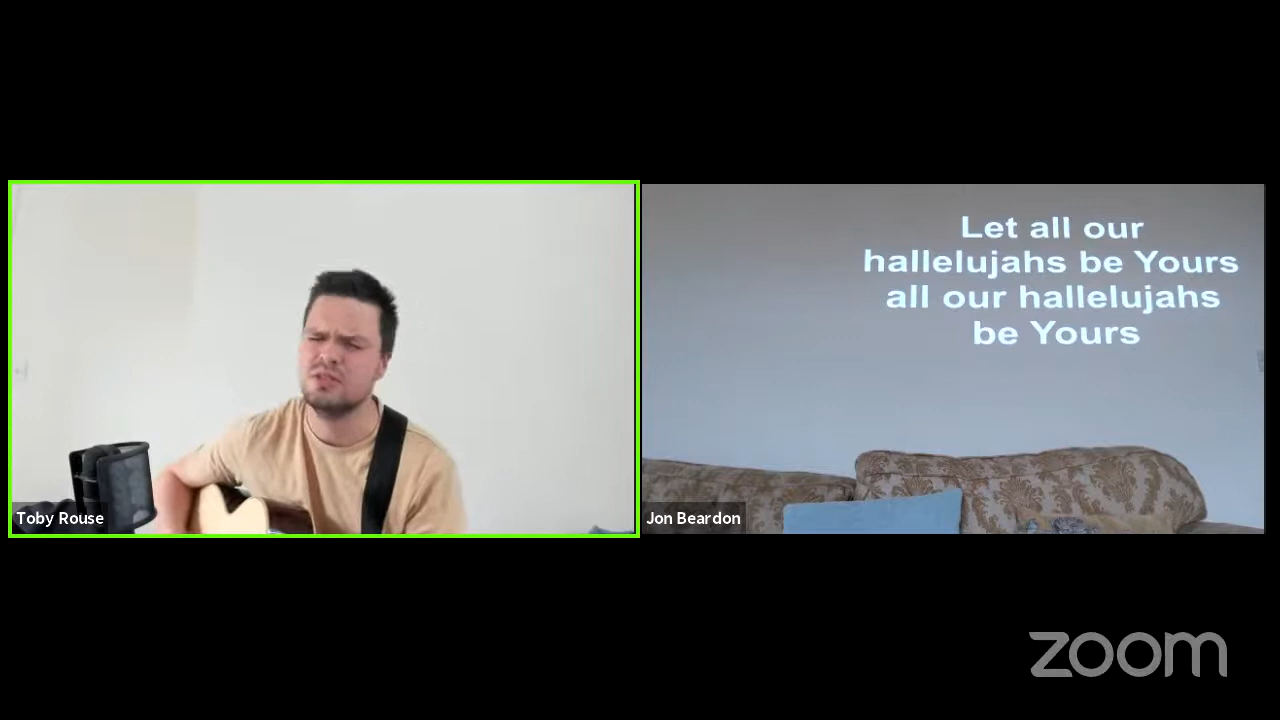 Let all our
hallelujahs be Yours
all our hallelujahs
be Yours
Toby Rouse
Jon Beardon
zoom